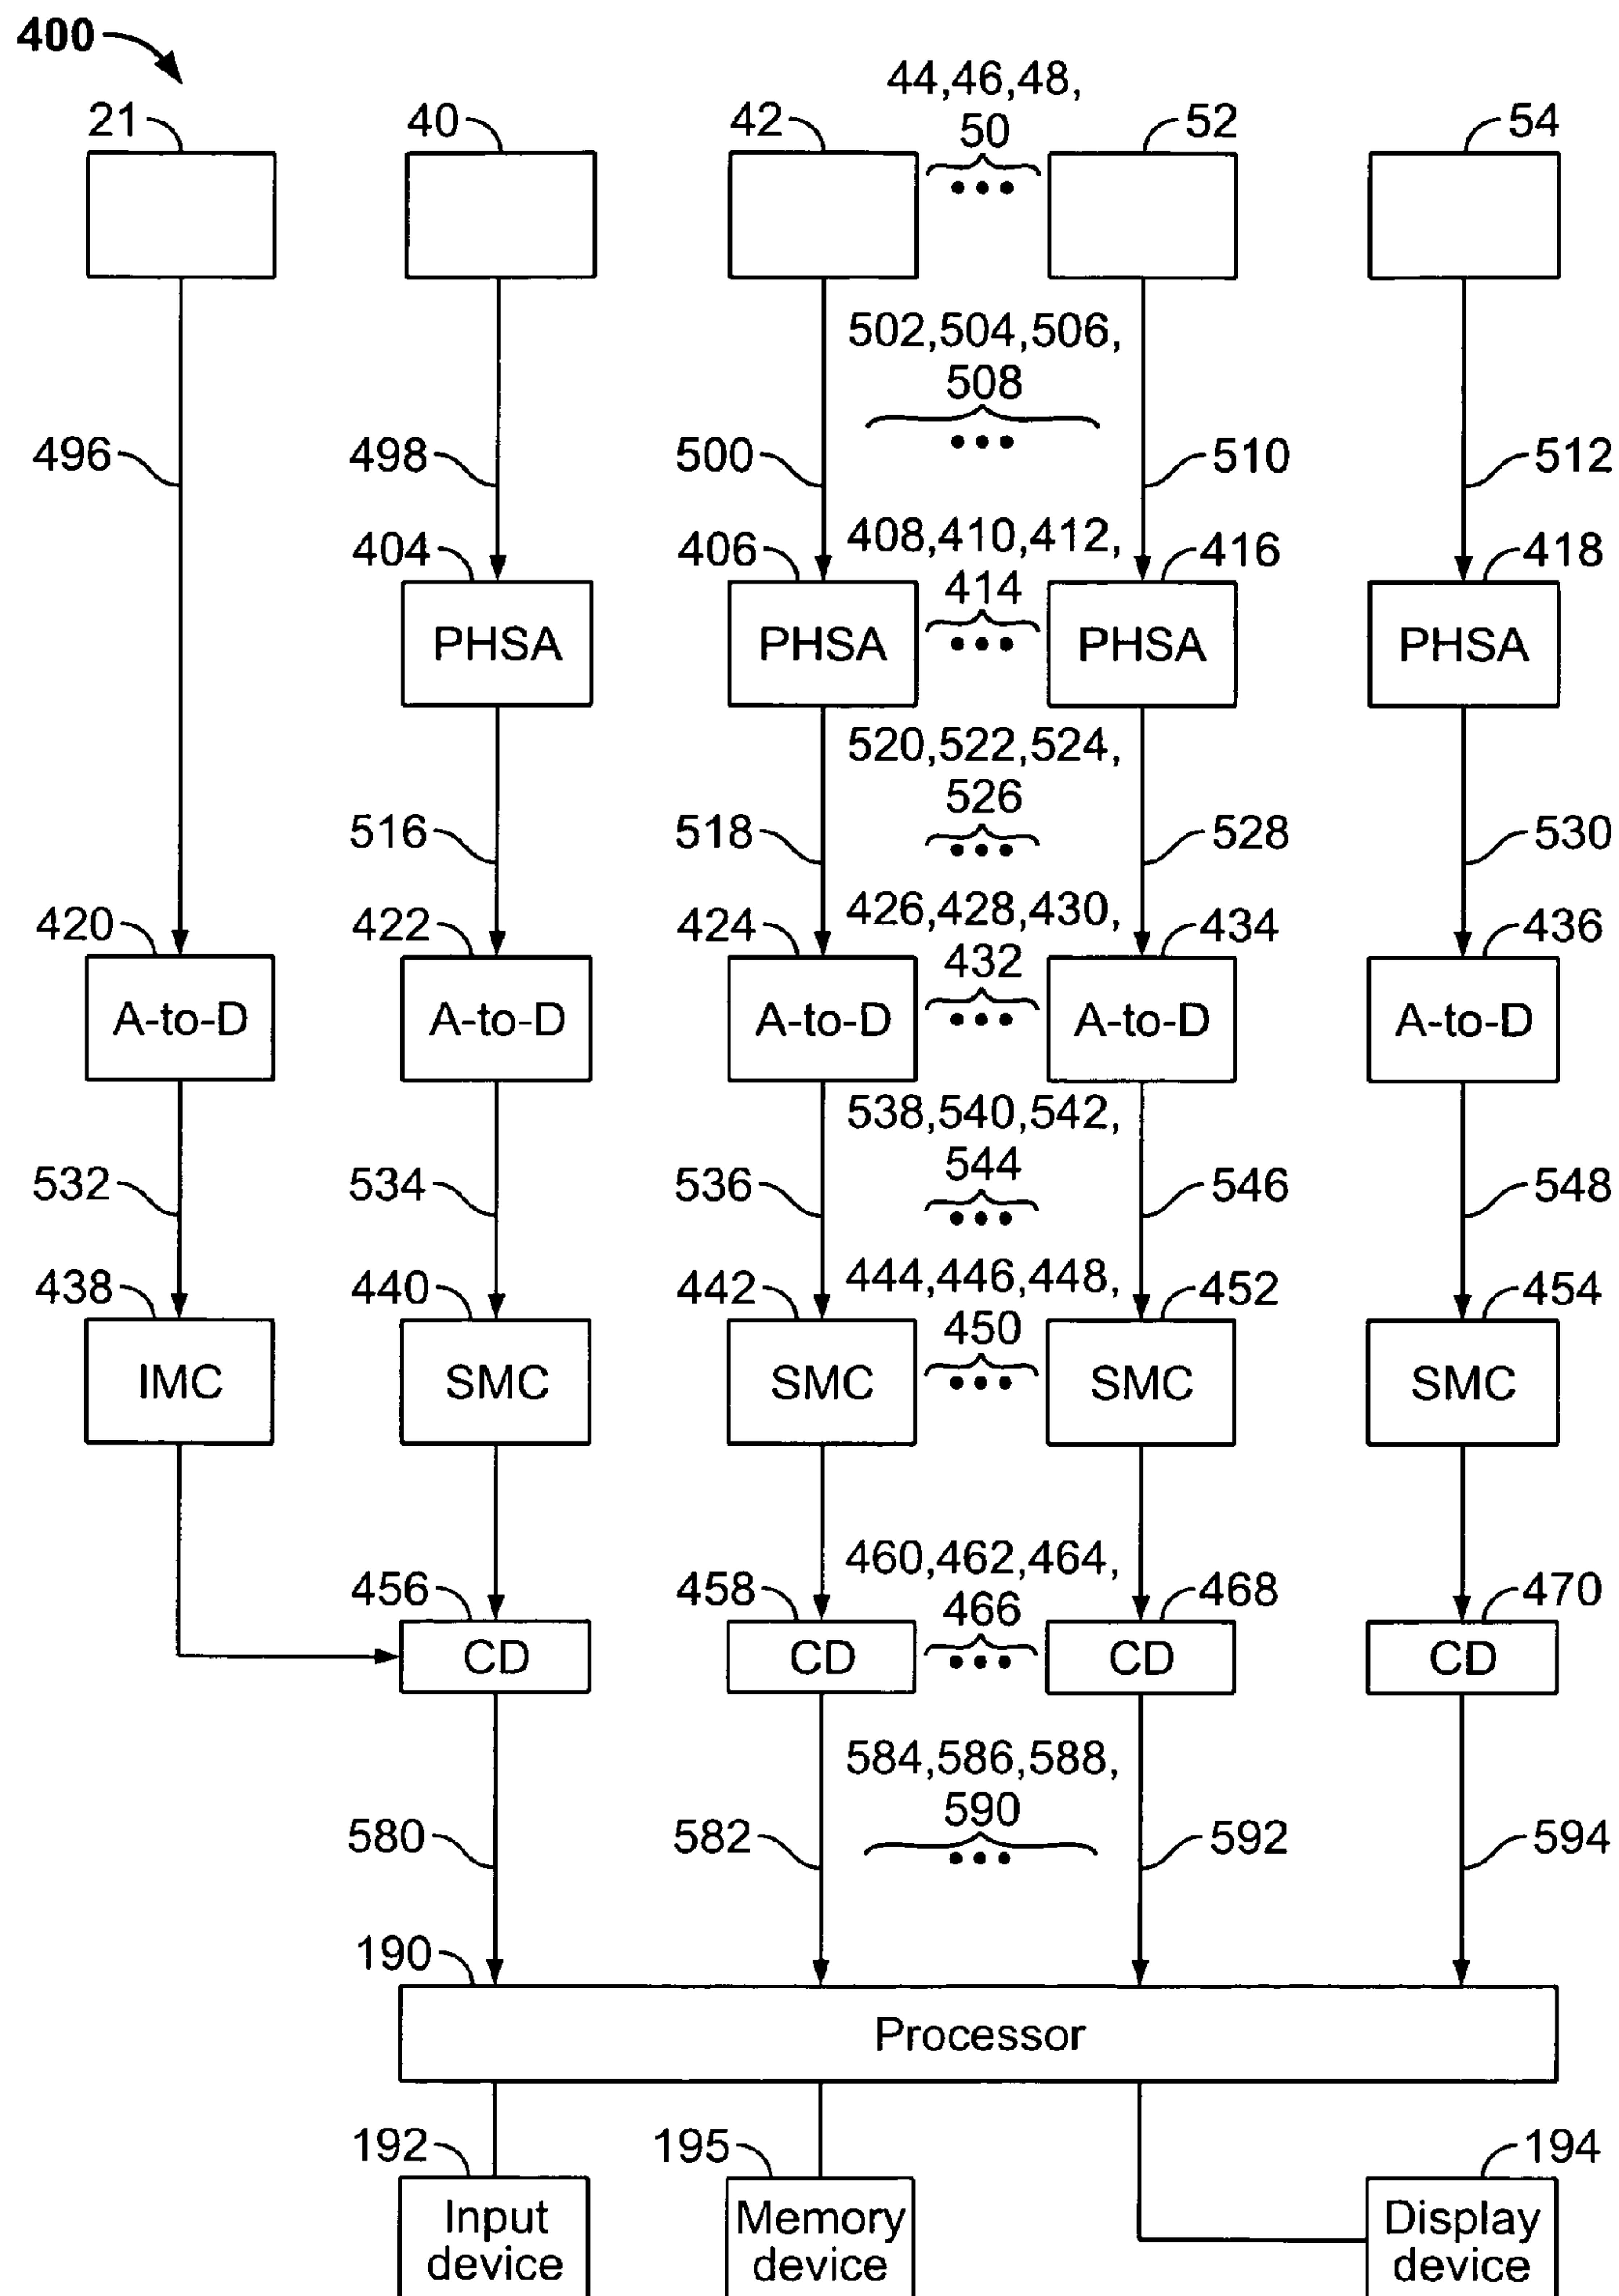 400
44,46,48,
21 40 42 50 52 54
502,504,506,
508
496 498 500 510 512
404 406 408,410,412, 416 418
414
PHSA PHSA PHSA PHSA
520,522,524,
526
516 518 528 530
420 422 424 426,428,430, 434 436
432
A-to-D A-to-D A-to-D A-to-D A-to-D
538,540,542,
544
532 534 536 546 548
438 440 442 444,446,448, 452 454
450
IMC SMC SMC SMC SMC
460,462,464,
456 458 466 468 470
CD CD CD CD
584,586,588,
590
580 582 592 594
190
Processor
192 195 194
Input Memory Display
device device device